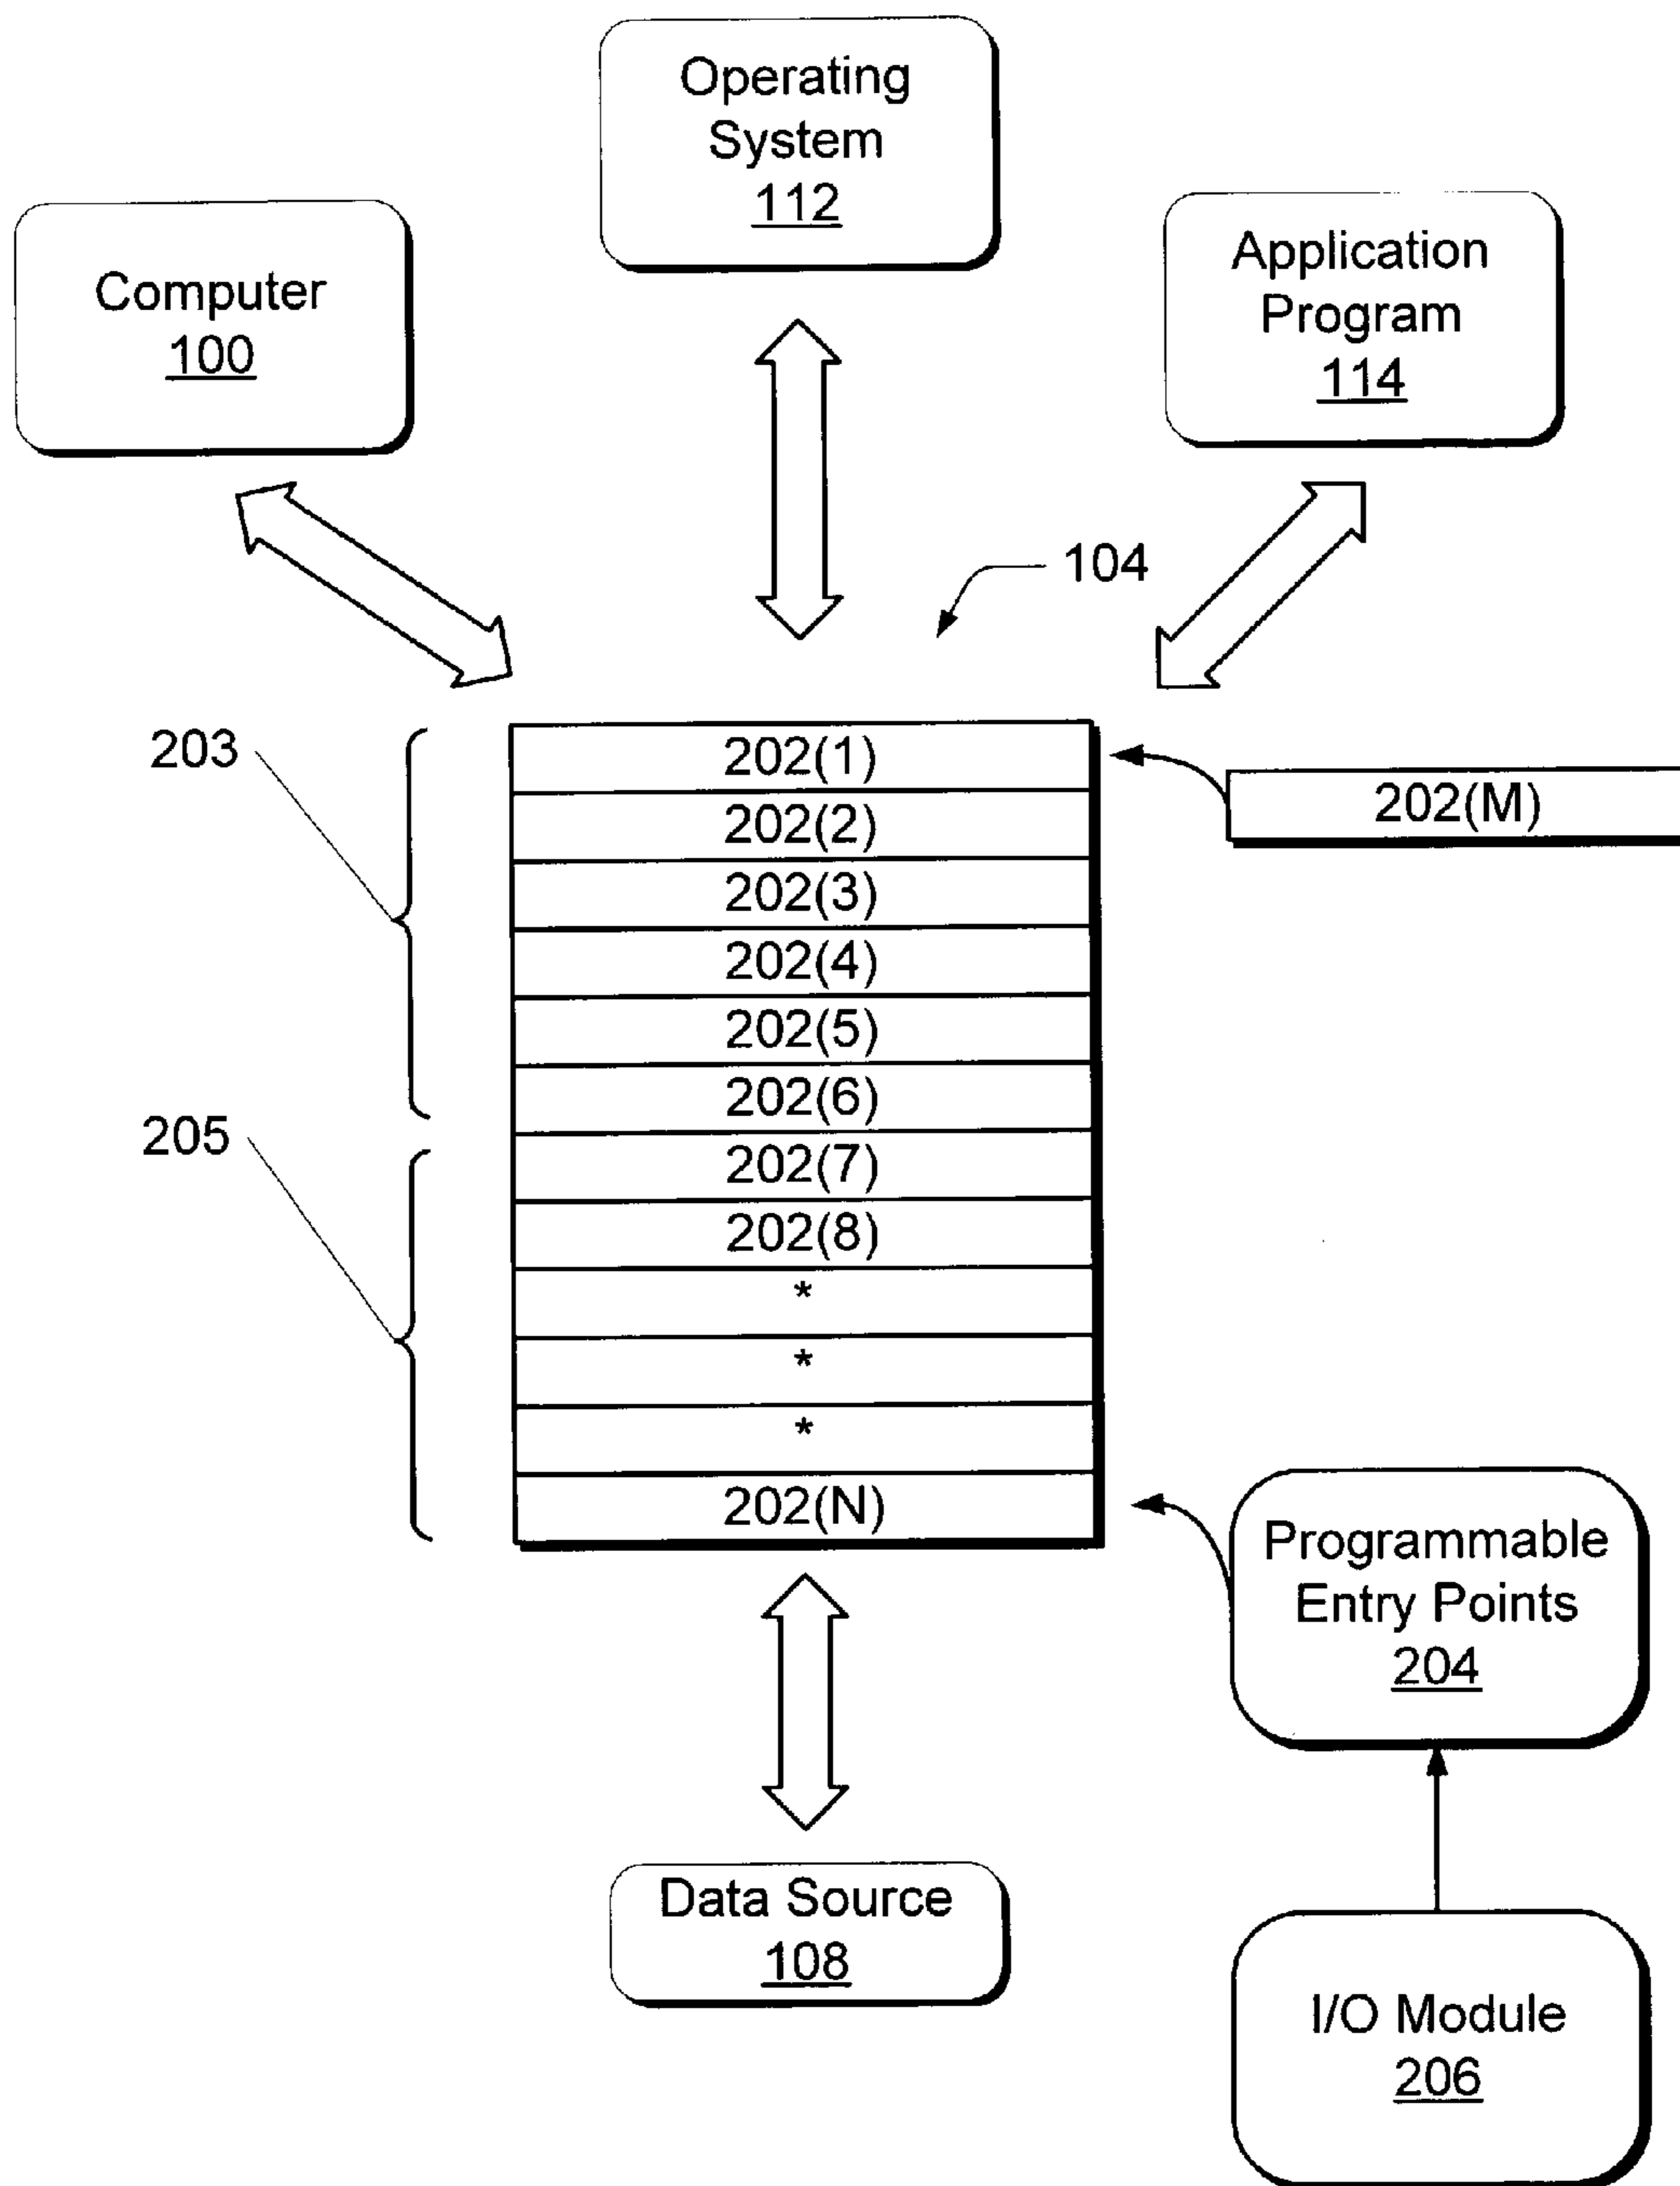 Operating
System
112
Computer
100
Application
Program
114
104
203
202(1)
202(M)
202(2)
202(3)
202(4)
202(5)
202(6)
205
202(7)
202(8)
*
*
*
202(N)
Programmable
Entry Points
204
Data Source
108
I/O Module
206